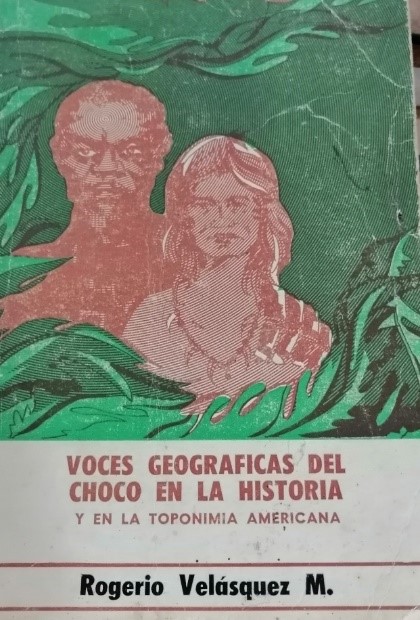 VOCES GEOGRAFICAS DEL
CHOCO EN LA HISTORIA
Y EN LA TOPONIMIA AMERICANA
Rogerio Velásquez M.